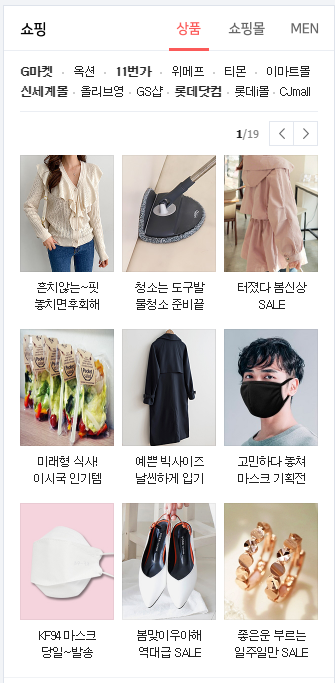 쇼핑 상품 쇼핑몰 MEN
G마켓 · 옥션 · 11번가 · 위메프 · 티몬 · 이마트몰
신세계몰 · 올리브영 · GS샵 · 롯데닷컴 · 롯데i몰 · CJmall
1/19
흔치않는~핏
놓치면후회해
청소는 도구발
물청소 준비끝
터졌다 봄신상
SALE
미래형 식사!
이시국 인기템
예쁜 빅사이즈
날씬하게 입기
고민하다 놓쳐
마스크 기획전
KF94 마스크
당일~발송
봄맞이우아해
역대급 SALE
좋은운 부르는
일주일만 SALE